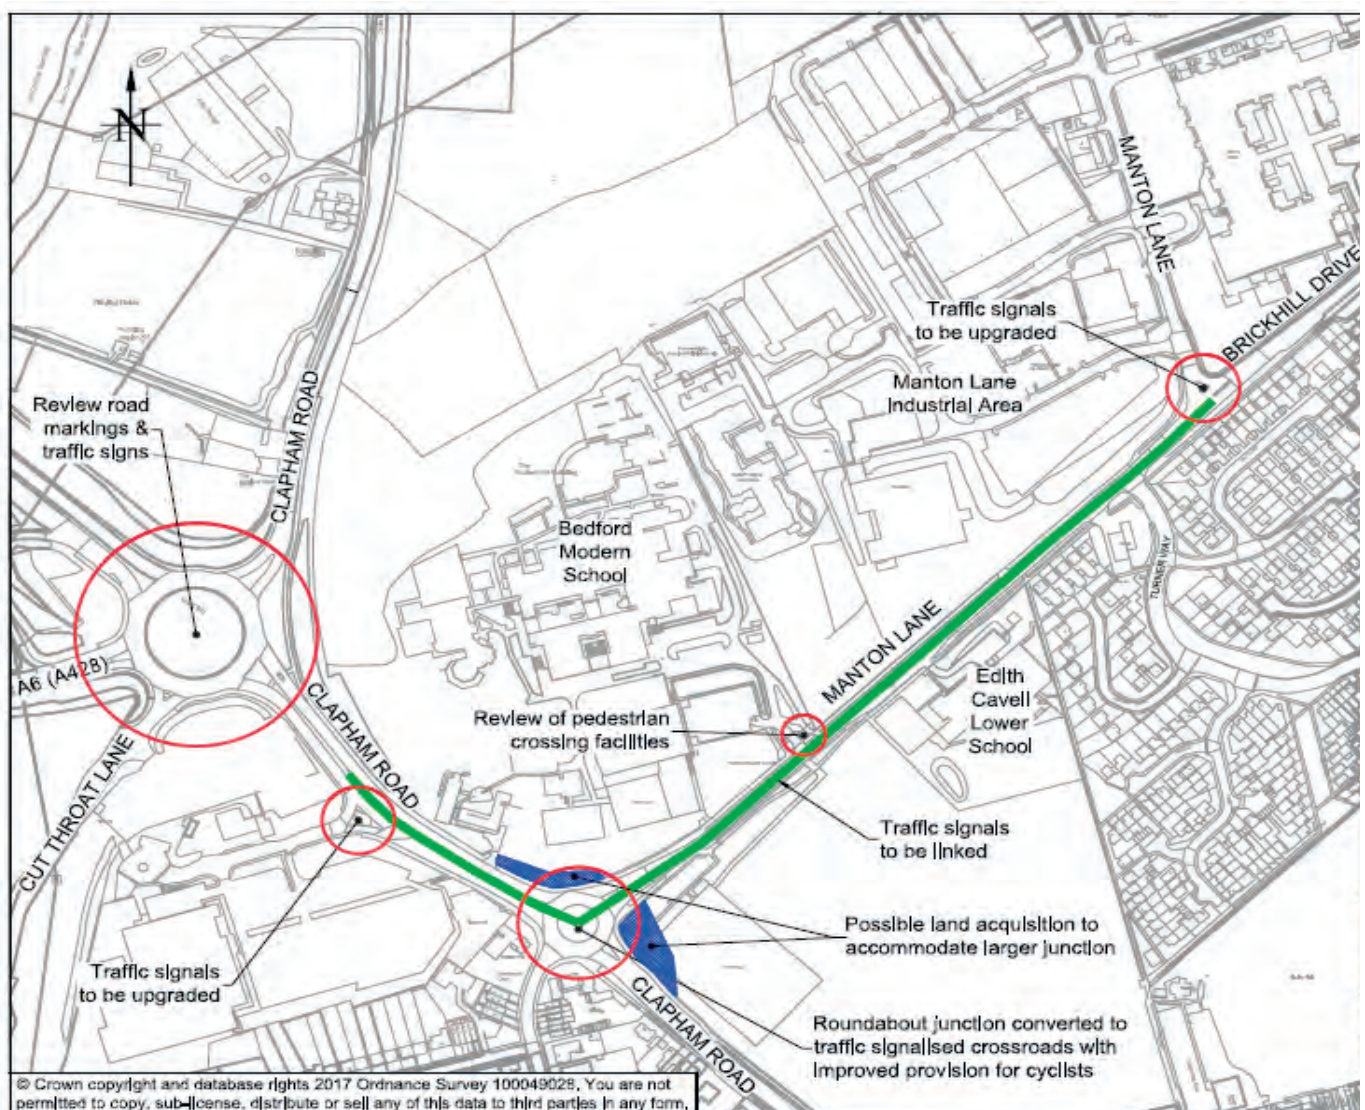 N
MANTON LANE
BRICKHILL DRIVE
Traffic signals
to be upgraded
Manton Lane
Industrial Area
CLAPHAM ROAD
Review road
markings &
traffic signs
Bedford
Modern
School
TURNER WAY
MANTON LANE
A6 (A428)
Edith
Cavell
Lower
School
CLAPHAM ROAD
Review of pedestrian
crossing facilities
CUT THROAT LANE
Traffic signals
to be linked
Possible land acquisition to
accommodate larger junction
Traffic signals
to be upgraded
CLAPHAM ROAD
Roundabout junction converted to
traffic signalised crossroads with
improved provision for cyclists
© Crown copyright and database rights 2017 Ordnance Survey 100049028. You are not
permitted to copy, sub-license, distribute or sell any of this data to third parties in any form.